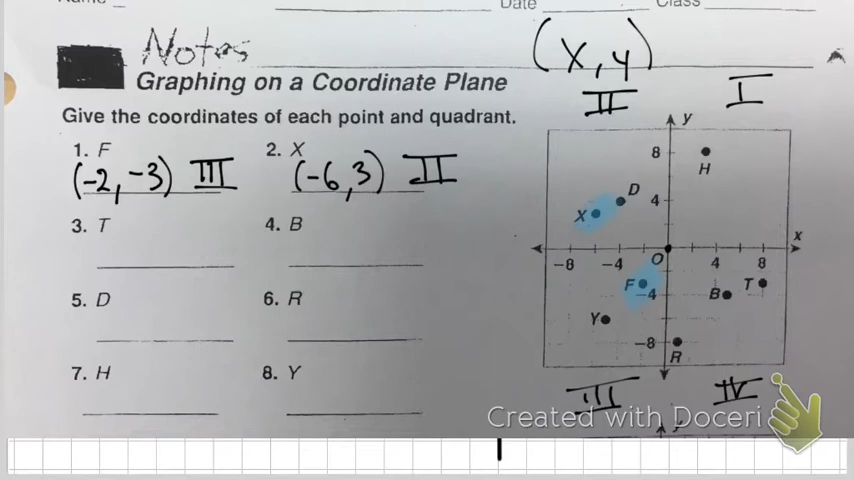 Name
Date
Class
Notes
(x,y)
Graphing on a Coordinate Plane
II
I
Give the coordinates of each point and quadrant.
1. F
2. X
(-2, -3) III
(-6, 3) II
3. T
4. B
5. D
6. R
7. H
8. Y
y
8
H
D
X
4
x
O
-8
-4
4
8
F
-4
B
T
Y
-8
R
III
IV
Created with Doceri
y